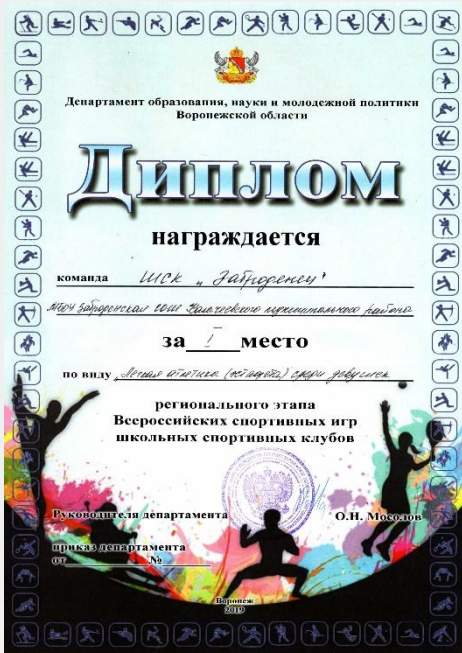 Департамент образования, науки и молодежной политики
Воронежской области
Диплом
награждается
команда ШСК „Заброденец"
МБОУ Заброденская СОШ Калачеевского муниципального района
за I место
по виду „Легкая атлетика (эстафета) среди девушек
регионального этапа
Всероссийских спортивных игр
школьных спортивных клубов
Руководителя департамента О.Н. Мосолов
приказ департамента
от №
Воронеж
2019